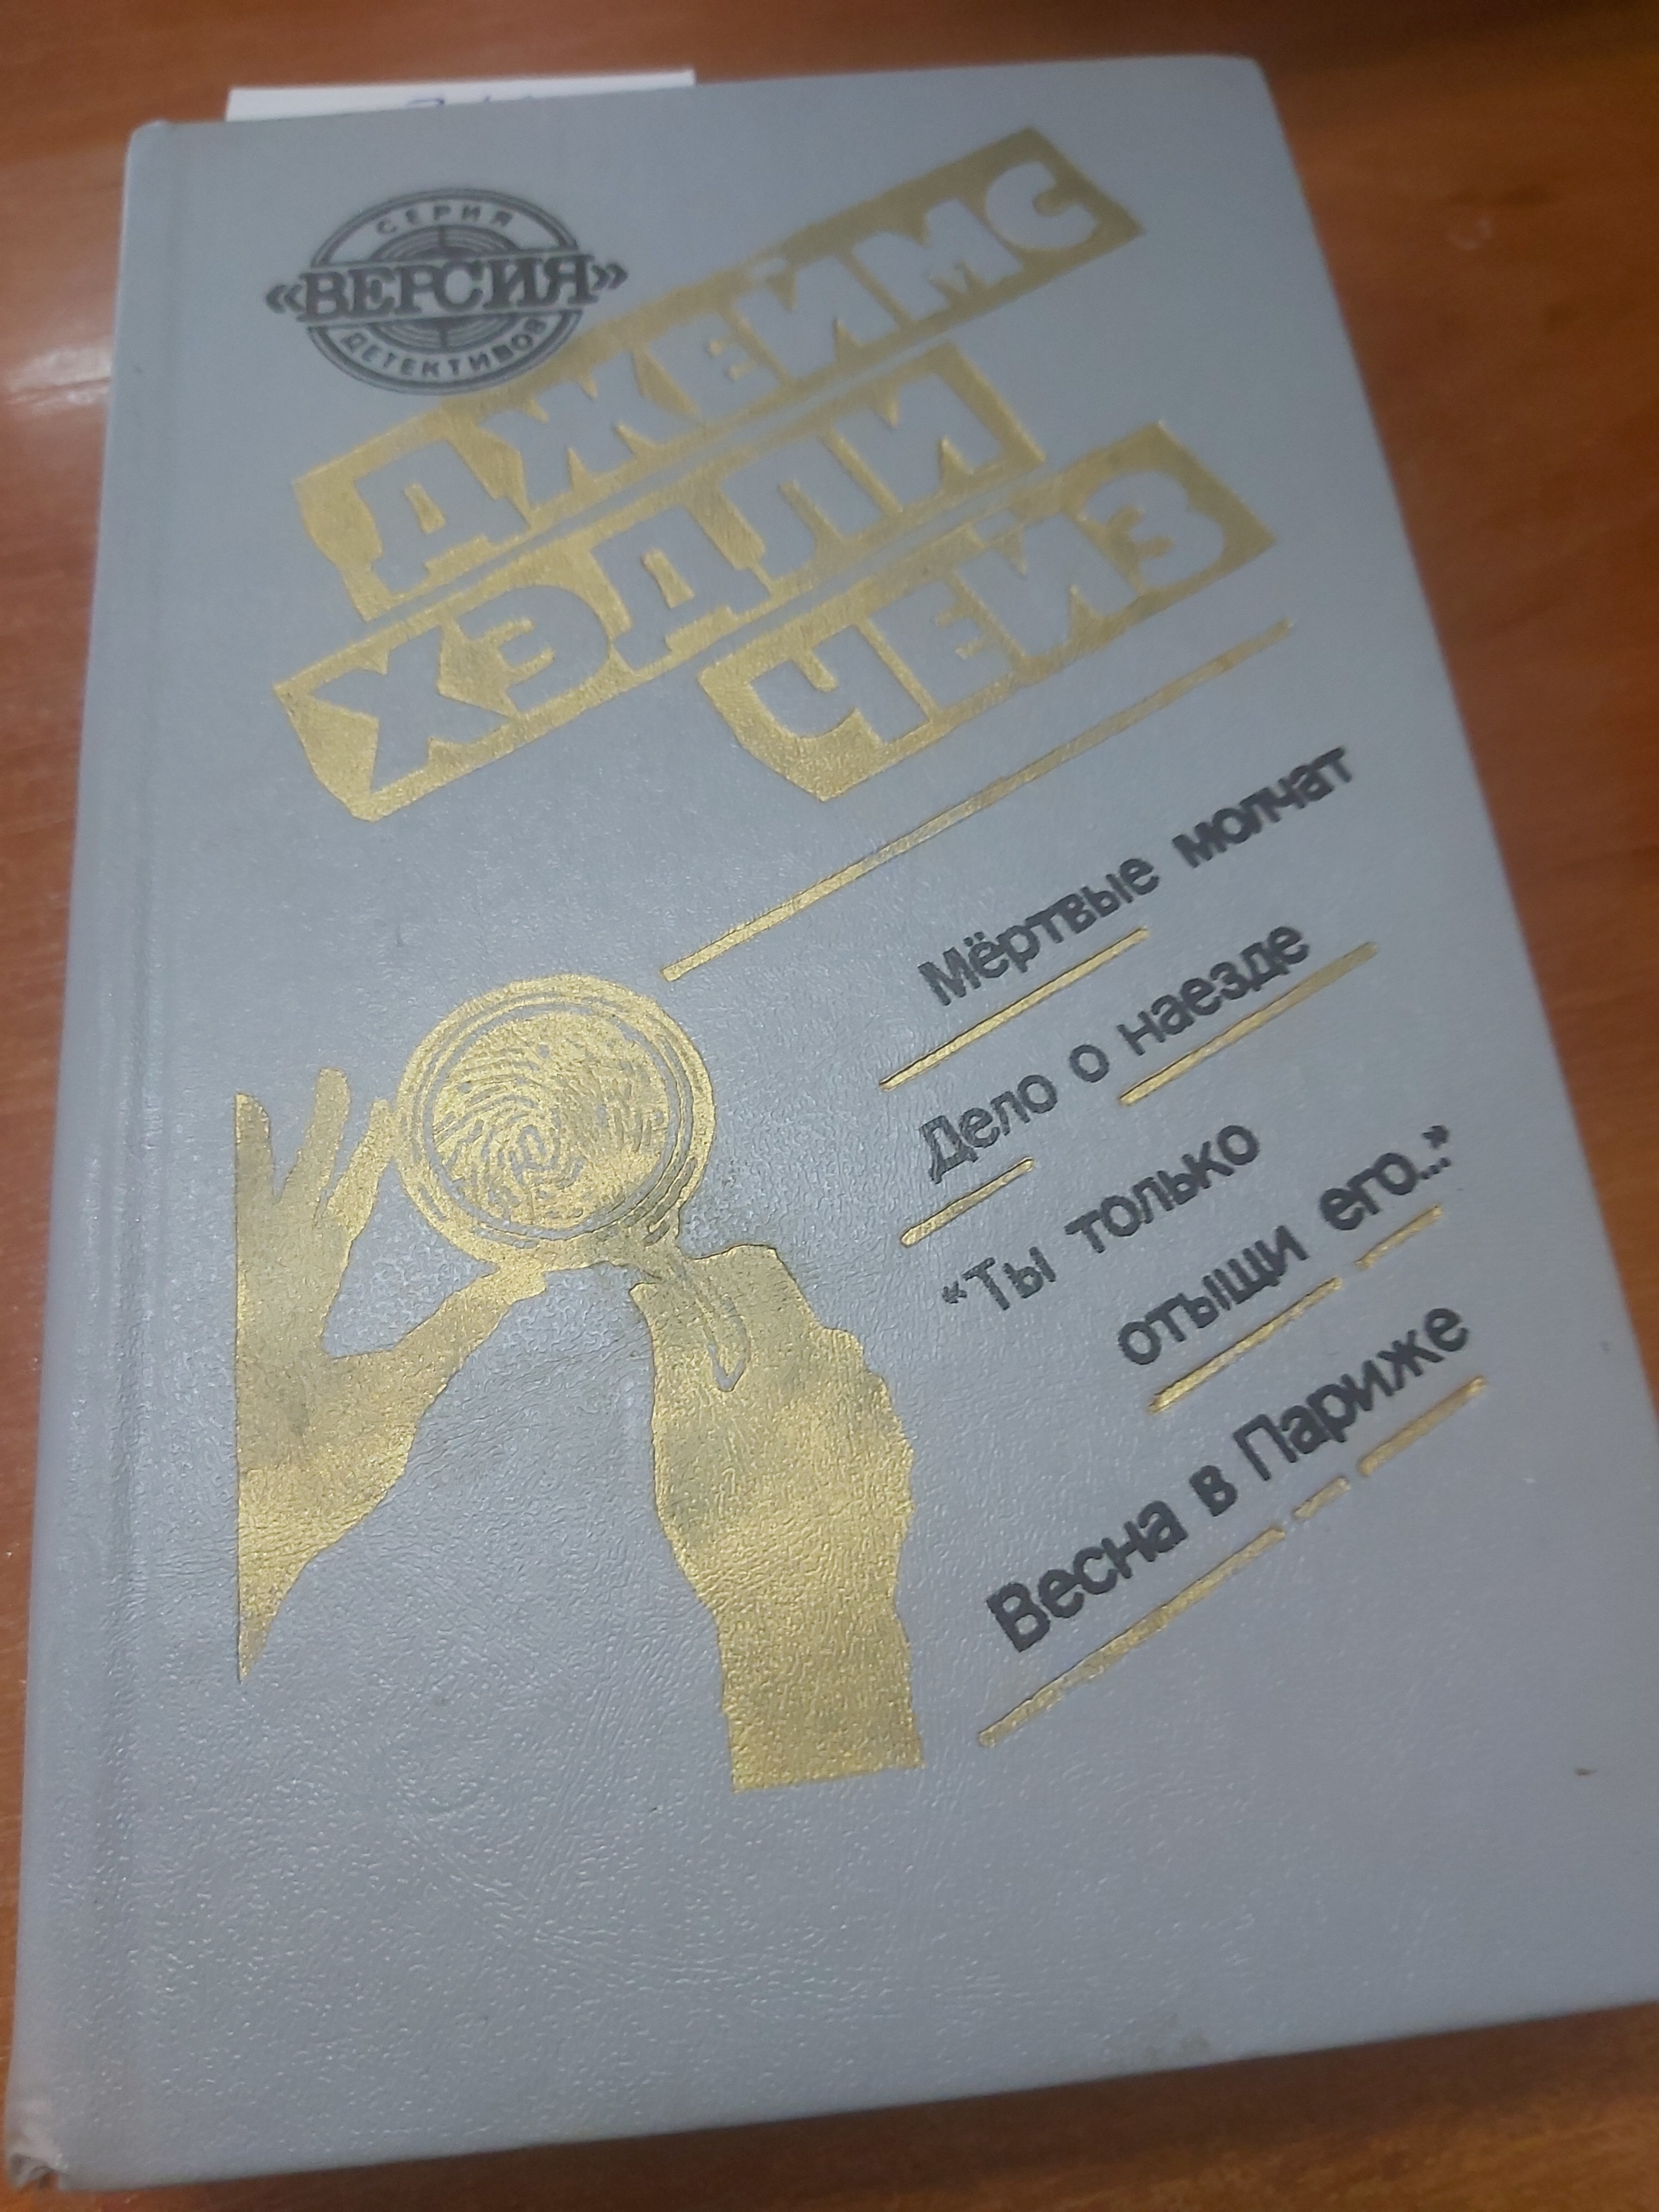 СЕРИЯ
«ВЕРСИЯ»
ДЕТЕКТИВОВ
ДЖЕЙМС
ХЭДЛИ
ЧЕЙЗ
Мёртвые молчат
Дело о наезде
“Ты только
отыщи его...”
Весна в Париже